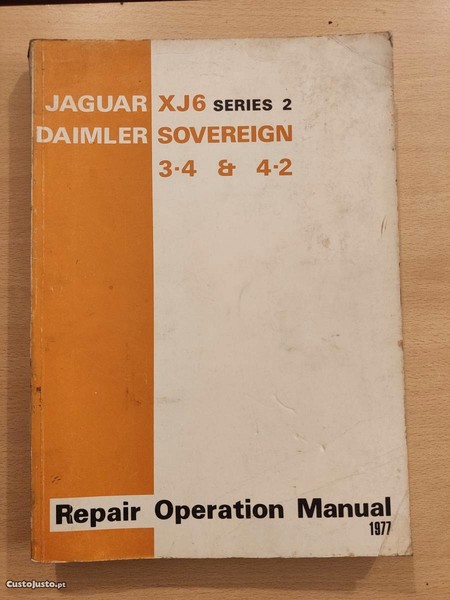 JAGUAR XJ6 SERIES 2
DAIMLER SOVEREIGN
3·4 & 4·2
Repair Operation Manual
1977
CustoJusto.pt